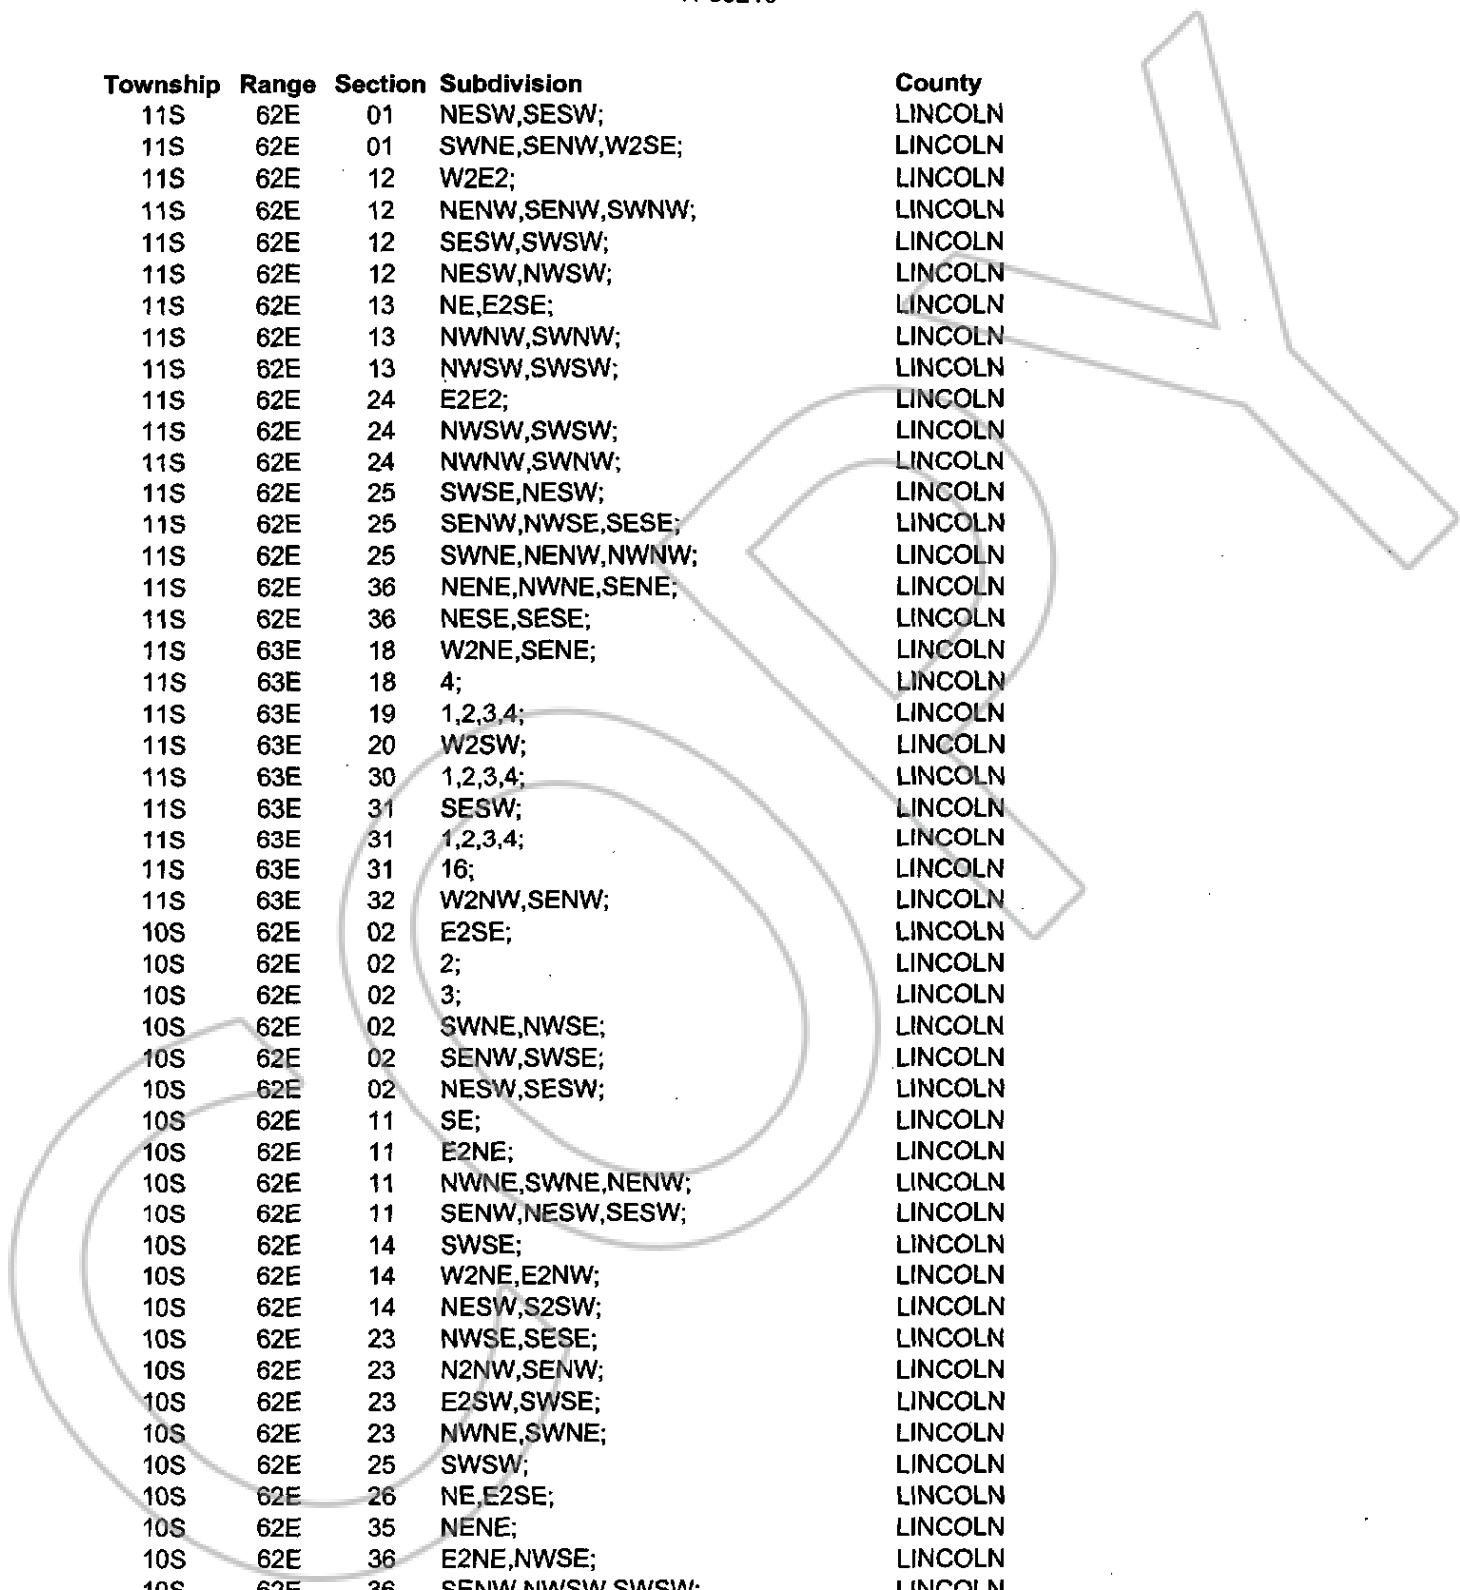 Township Range Section Subdivision County
11S 62E 01 NESW,SESW; LINCOLN
11S 62E 01 SWNE,SENW,W2SE; LINCOLN
11S 62E 12 W2E2; LINCOLN
11S 62E 12 NENW,SENW,SWNW; LINCOLN
11S 62E 12 SESW,SWSW; LINCOLN
11S 62E 12 NESW,NWSW; LINCOLN
11S 62E 13 NE,E2SE; LINCOLN
11S 62E 13 NWNW,SWNW; LINCOLN
11S 62E 13 NWSW,SWSW; LINCOLN
11S 62E 24 E2E2; LINCOLN
11S 62E 24 NWSW,SWSW; LINCOLN
11S 62E 24 NWNW,SWNW; LINCOLN
11S 62E 25 SWSE,NESW; LINCOLN
11S 62E 25 SENW,NWSE,SESE; LINCOLN
11S 62E 25 SWNE,NENW,NWNW; LINCOLN
11S 62E 36 NENE,NWNE,SENE; LINCOLN
11S 62E 36 NESE,SESE; LINCOLN
11S 63E 18 W2NE,SENE; LINCOLN
11S 63E 18 4; LINCOLN
11S 63E 19 1,2,3,4; LINCOLN
11S 63E 20 W2SW; LINCOLN
11S 63E 30 1,2,3,4; LINCOLN
11S 63E 31 SESW; LINCOLN
11S 63E 31 1,2,3,4; LINCOLN
11S 63E 31 16; LINCOLN
11S 63E 32 W2NW,SENW; LINCOLN
10S 62E 02 E2SE; LINCOLN
10S 62E 02 2; LINCOLN
10S 62E 02 3; LINCOLN
10S 62E 02 SWNE,NWSE; LINCOLN
10S 62E 02 SENW,SWSE; LINCOLN
10S 62E 02 NESW,SESW; LINCOLN
10S 62E 11 SE; LINCOLN
10S 62E 11 E2NE; LINCOLN
10S 62E 11 NWNE,SWNE,NENW; LINCOLN
10S 62E 11 SENW,NESW,SESW; LINCOLN
10S 62E 14 SWSE; LINCOLN
10S 62E 14 W2NE,E2NW; LINCOLN
10S 62E 14 NESW,S2SW; LINCOLN
10S 62E 23 NWSE,SESE; LINCOLN
10S 62E 23 N2NW,SENW; LINCOLN
10S 62E 23 E2SW,SWSE; LINCOLN
10S 62E 23 NWNE,SWNE; LINCOLN
10S 62E 25 SWSW; LINCOLN
10S 62E 26 NE,E2SE; LINCOLN
10S 62E 35 NENE; LINCOLN
10S 62E 36 E2NE,NWSE; LINCOLN
10S 62E 36 SENW,NWSW,SWSW; LINCOLN
COPY